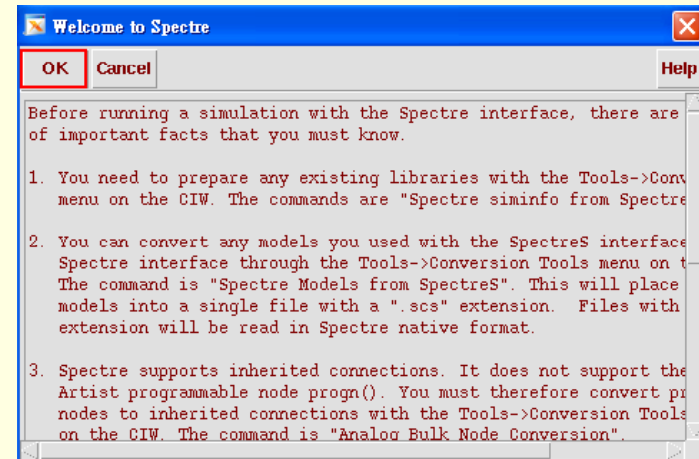 Welcome to Spectre
OK Cancel Help
Before running a simulation with the Spectre interface, there are
of important facts that you must know.
1. You need to prepare any existing libraries with the Tools->Conv
menu on the CIW. The commands are "Spectre siminfo from Spectre
2. You can convert any models you used with the SpectreS interface
Spectre interface through the Tools->Conversion Tools menu on t
The command is "Spectre Models from SpectreS". This will place
models into a single file with a ".scs" extension. Files with
extension will be read in Spectre native format.
3. Spectre supports inherited connections. It does not support the
Artist programmable node progn(). You must therefore convert pr
nodes to inherited connections with the Tools->Conversion Tools
on the CIW. The command is "Analog Bulk Node Conversion".